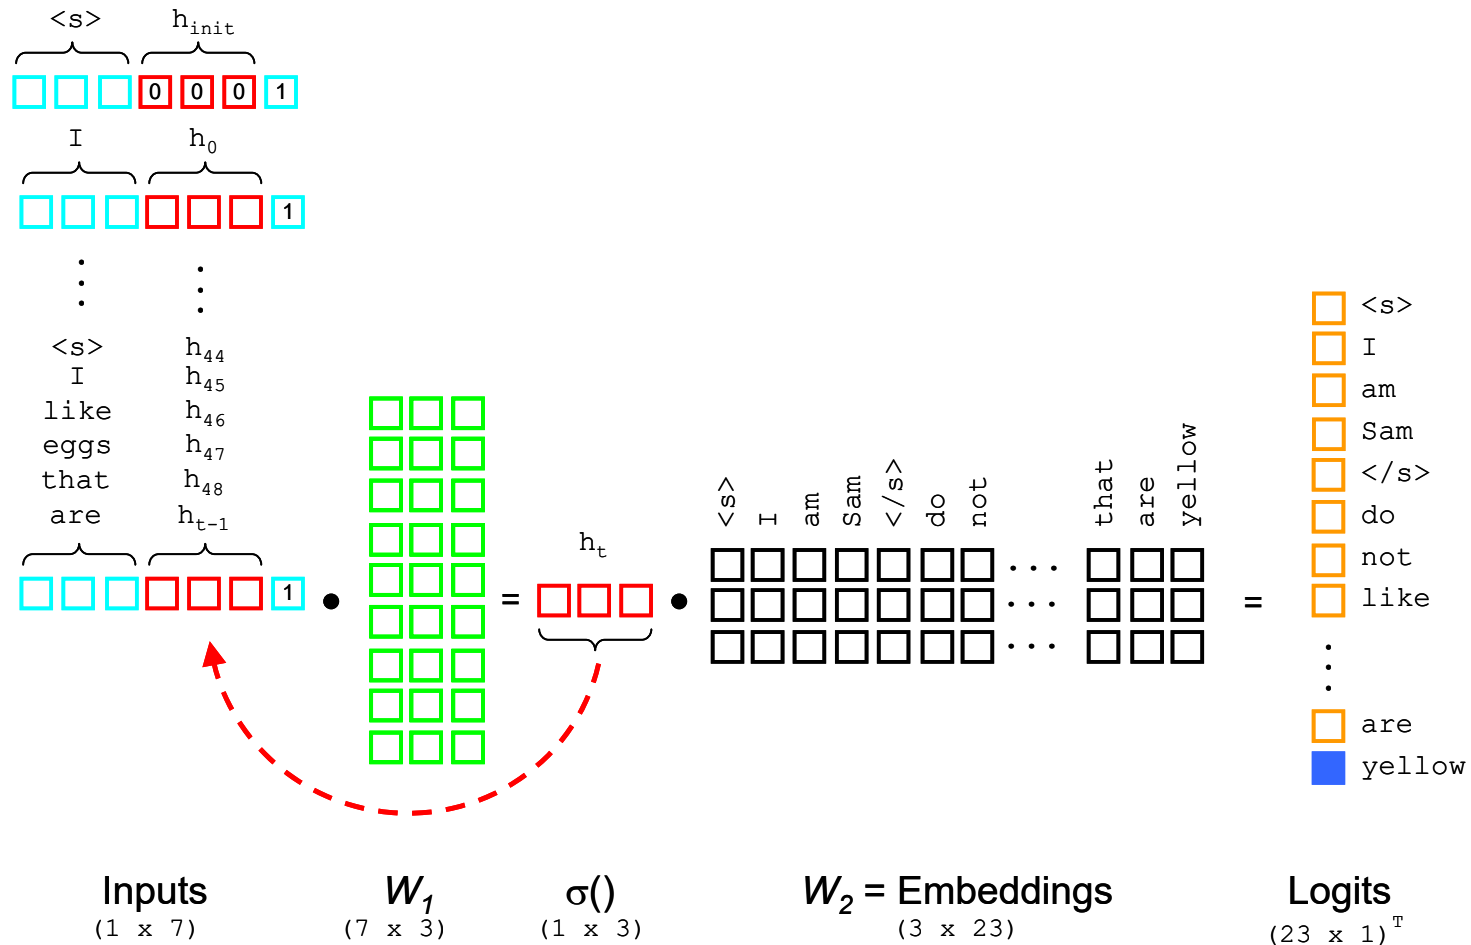 <s> h_init
0 0 0 1
I h_0
1
<s> h_44
I h_45
like h_46
eggs h_47
that h_48
are h_t-1
1
=
h_t
<s> I am Sam </s> do not ... that are yellow
...
...
=
<s>
I
am
Sam
</s>
do
not
like
are
yellow
Inputs W_1 σ() W_2 = Embeddings Logits
(1 x 7) (7 x 3) (1 x 3) (3 x 23) (23 x 1)^T